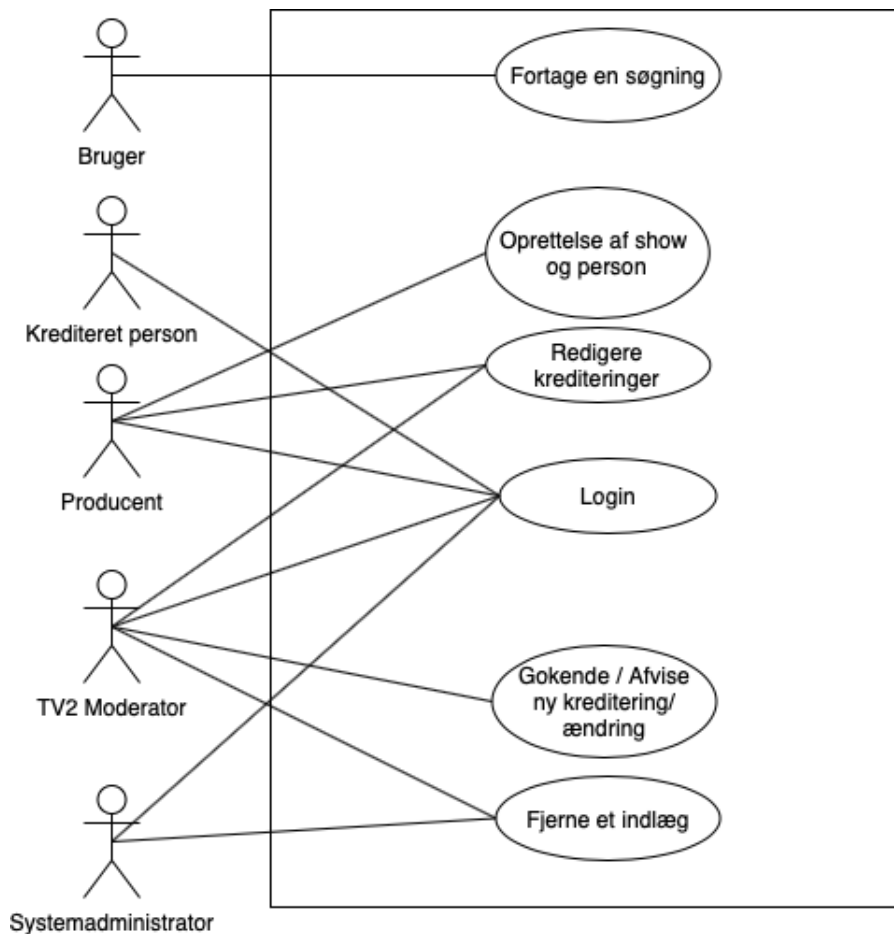 Fortage en søgning
Bruger
Oprettelse af show
og person
Krediteret person
Redigere
krediteringer
Producent
Login
TV2 Moderator
Gokende / Afvise
ny kreditering/
ændring
Fjerne et indlæg
Systemadministrator